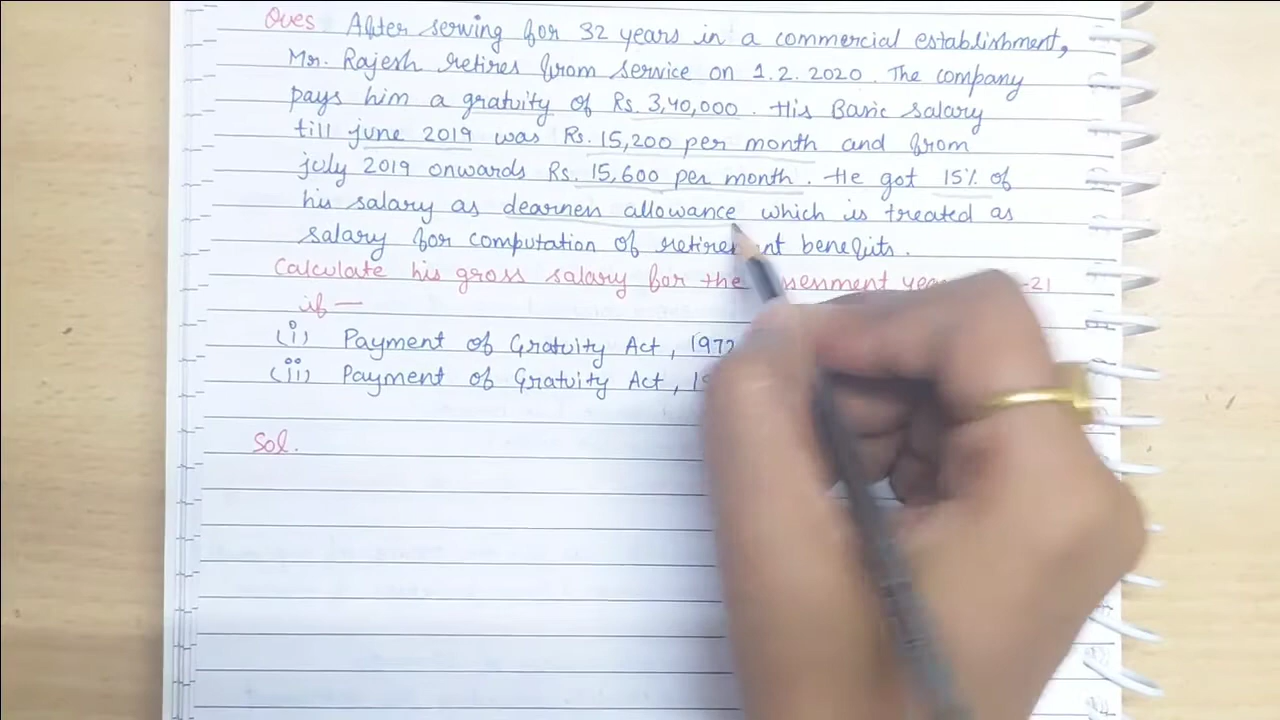 Ques. After serving for 32 years in a commercial establishment,
Mr. Rajesh retires from service on 1.2.2020. The company
pays him a gratuity of Rs. 3,40,000. His Basic salary
till june 2019 was Rs. 15,200 per month and from
july 2019 onwards Rs. 15,600 per month. He got 15% of
his salary as dearness allowance which is treated as
salary for computation of benefits.
Calculate his gross salary for the -21
if —
(i) Payment of Gratuity Act, 1972
(ii) Payment of Gratuity Act,
Sol.